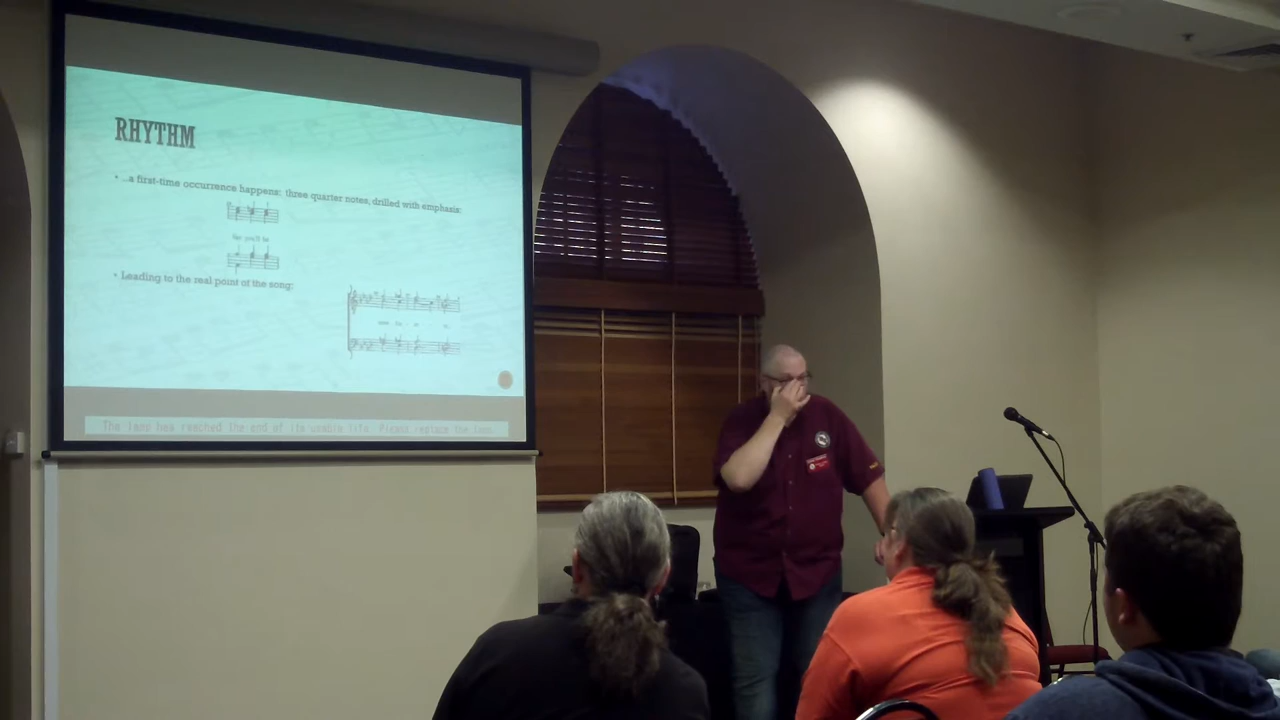 RHYTHM
• ..a first-time occurrence happens: three quarter notes, drilled with emphasis:
• Leading to the real point of the song:
The lamp has reached the end of its usable life. Please replace the lamp.